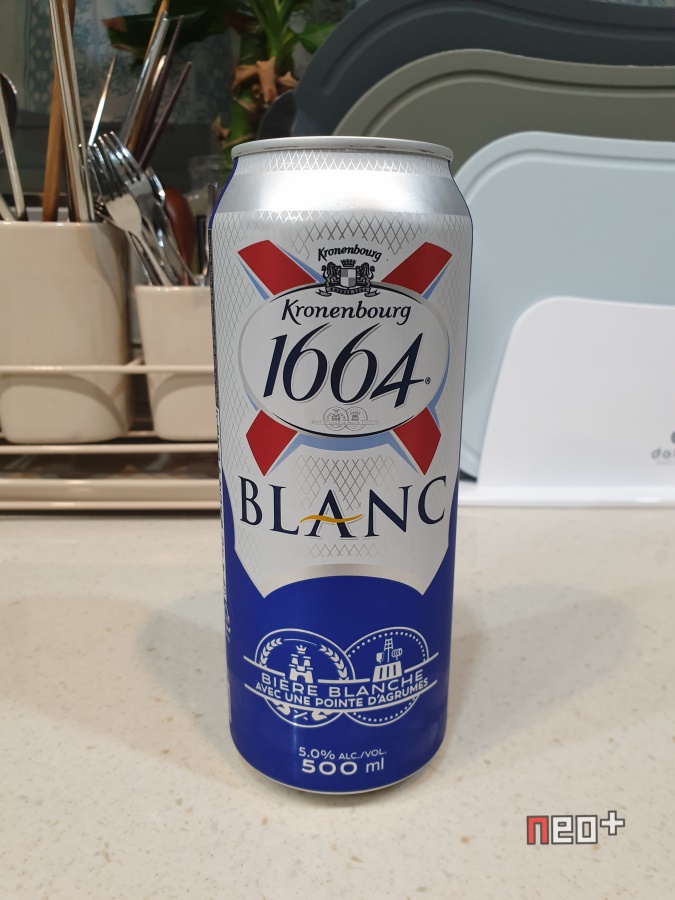 Kronenbourg
Kronenbourg
1664
BLANC
BIÈRE BLANCHE
AVEC UNE POINTE D'AGRUMES
5.0% ALC./VOL.
500 ml
neo+